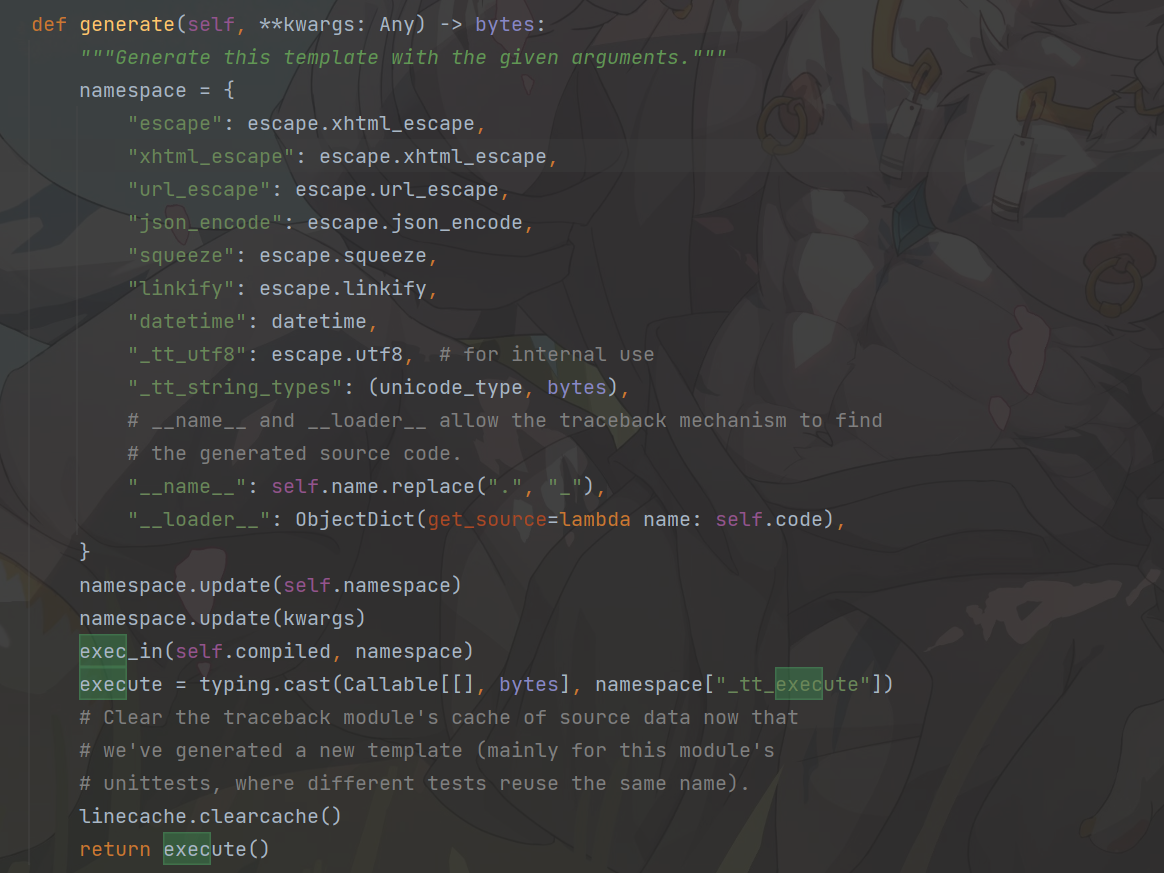 def generate(self, **kwargs: Any) -> bytes:
    """Generate this template with the given arguments."""
    namespace = {
        "escape": escape.xhtml_escape,
        "xhtml_escape": escape.xhtml_escape,
        "url_escape": escape.url_escape,
        "json_encode": escape.json_encode,
        "squeeze": escape.squeeze,
        "linkify": escape.linkify,
        "datetime": datetime,
        "_tt_utf8": escape.utf8,  # for internal use
        "_tt_string_types": (unicode_type, bytes),
        # __name__ and __loader__ allow the traceback mechanism to find
        # the generated source code.
        "__name__": self.name.replace(".", "_"),
        "__loader__": ObjectDict(get_source=lambda name: self.code),
    }
    namespace.update(self.namespace)
    namespace.update(kwargs)
    exec_in(self.compiled, namespace)
    execute = typing.cast(Callable[[], bytes], namespace["_tt_execute"])
    # Clear the traceback module's cache of source data now that
    # we've generated a new template (mainly for this module's
    # unittests, where different tests reuse the same name).
    linecache.clearcache()
    return execute()